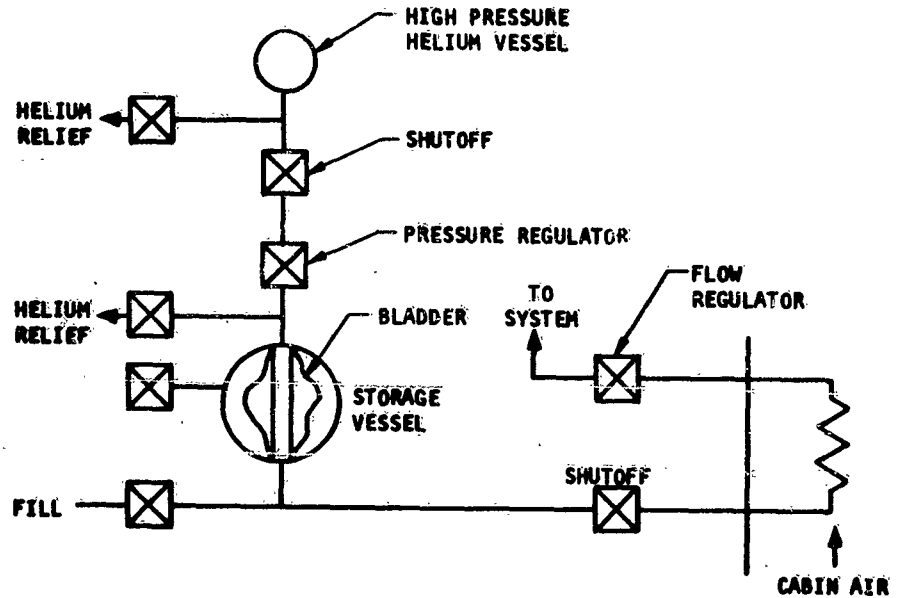 HIGH PRESSURE
HELIUM VESSEL
HELIUM
RELIEF
SHUTOFF
PRESSURE REGULATOR
FLOW
REGULATOR
TO
SYSTEM
HELIUM
RELIEF
BLADDER
STORAGE
VESSEL
SHUTOFF
FILL
CABIN AIR